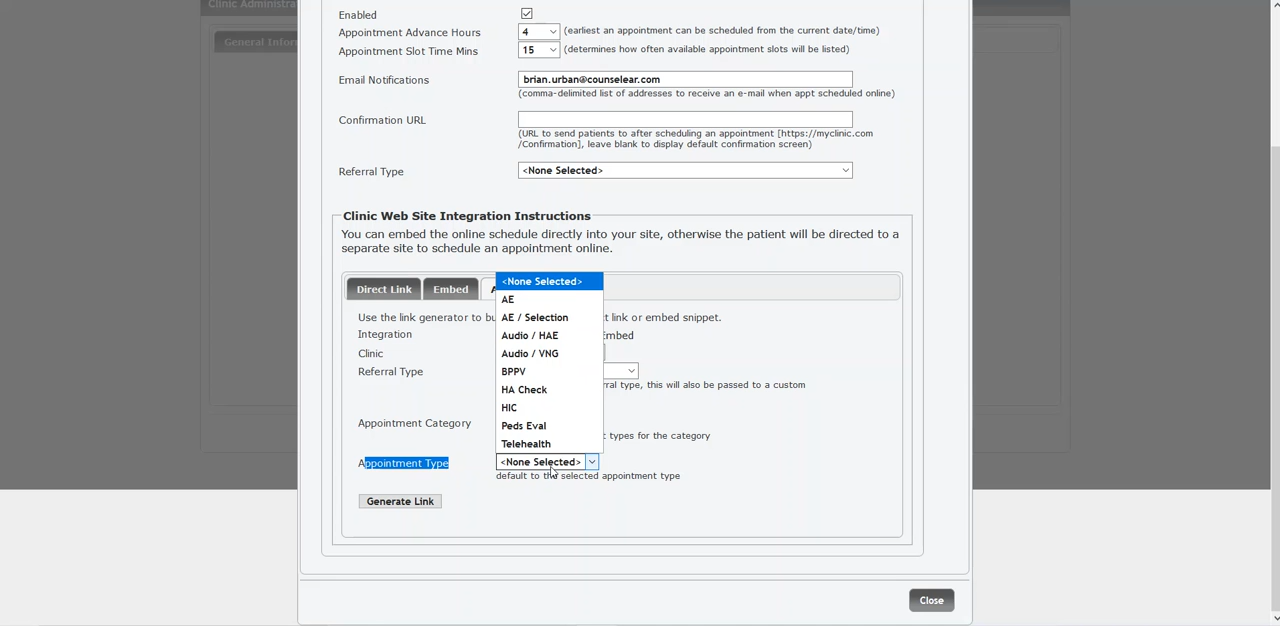 Clinic Administra
General Infor
Enabled
Appointment Advance Hours 4 (earliest an appointment can be scheduled from the current date/time)
Appointment Slot Time Mins 15 (determines how often available appointment slots will be listed)
Email Notifications brian.urban@counselear.com
(comma-delimited list of addresses to receive an e-mail when appt scheduled online)
Confirmation URL
(URL to send patients to after scheduling an appointment [https://myclinic.com
/Confirmation], leave blank to display default confirmation screen)
Referral Type <None Selected>
Clinic Web Site Integration Instructions
You can embed the online schedule directly into your site, otherwise the patient will be directed to a
separate site to schedule an appointment online.
Direct Link Embed A
<None Selected>
AE
AE / Selection
Audio / HAE
Audio / VNG
BPPV
HA Check
HIC
Peds Eval
Telehealth
Use the link generator to bu t link or embed snippet.
Integration Embed
Clinic
Referral Type
ral type, this will also be passed to a custom
Appointment Category
t types for the category
Appointment Type <None Selected>
default to the selected appointment type
Generate Link
Close